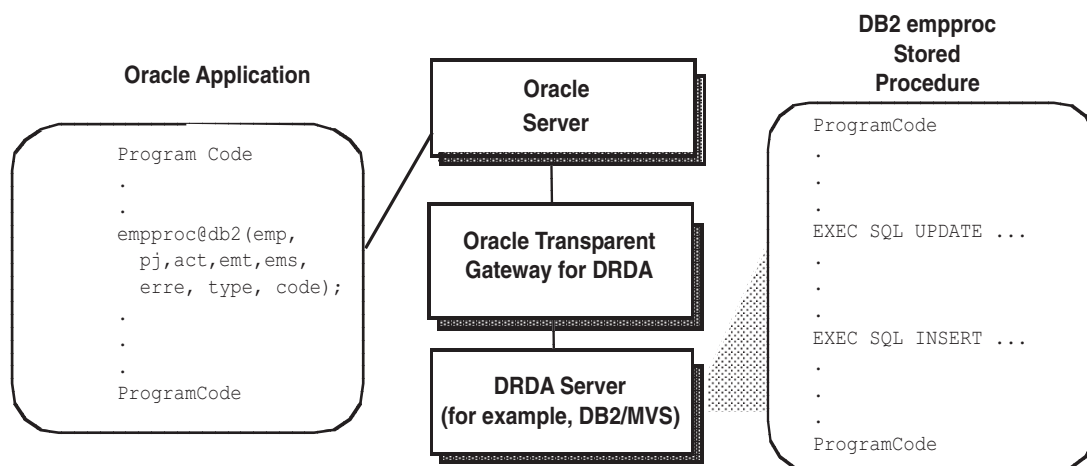 Oracle Application
Program Code
.
.
empproc@db2(emp,
pj,act,emt,ems,
erre, type, code);
.
.
.
ProgramCode
Oracle
Server
Oracle Transparent
Gateway for DRDA
DRDA Server
(for example, DB2/MVS)
DB2 empproc
Stored
Procedure
ProgramCode
.
.
.
EXEC SQL UPDATE ...
.
.
.
EXEC SQL INSERT ...
.
.
.
ProgramCode